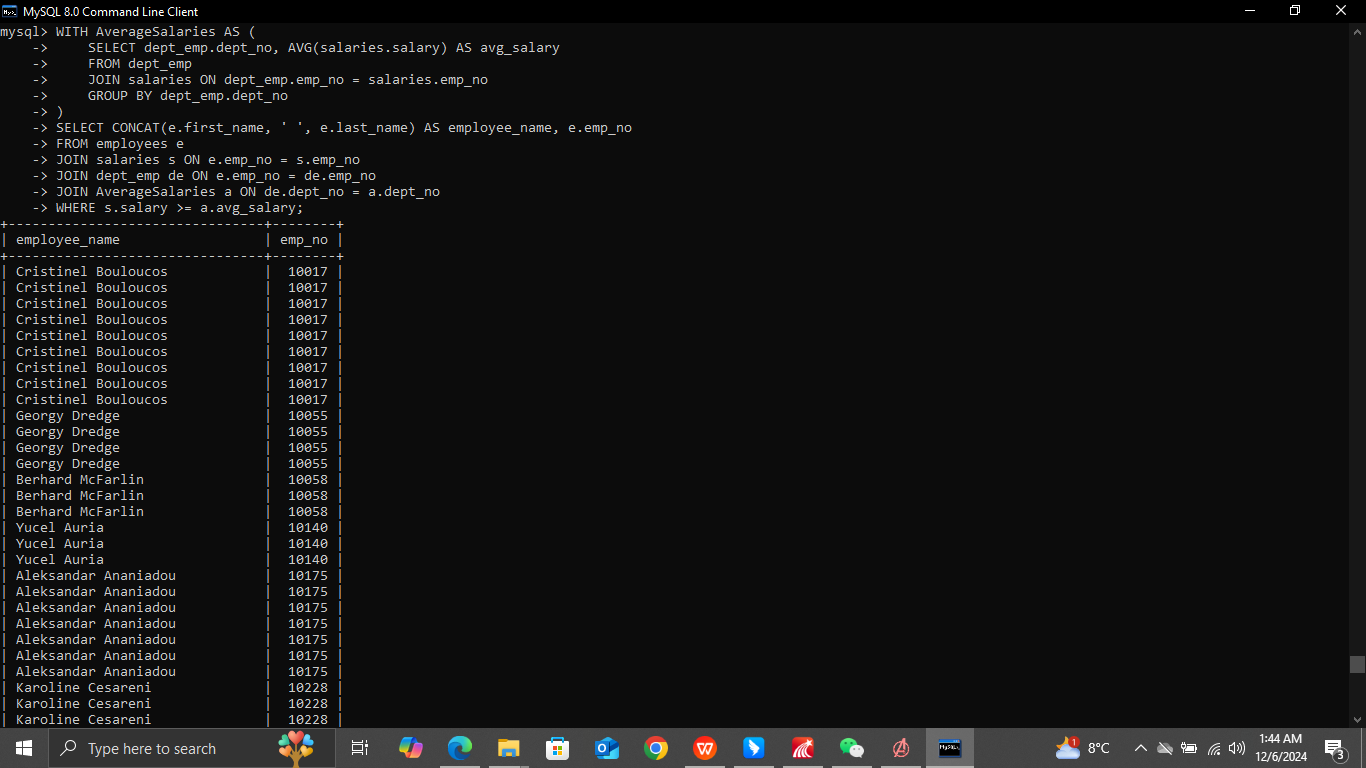 MySQL 8.0 Command Line Client
mysql> WITH AverageSalaries AS (
    ->     SELECT dept_emp.dept_no, AVG(salaries.salary) AS avg_salary
    ->     FROM dept_emp
    ->     JOIN salaries ON dept_emp.emp_no = salaries.emp_no
    ->     GROUP BY dept_emp.dept_no
    -> )
    -> SELECT CONCAT(e.first_name, ' ', e.last_name) AS employee_name, e.emp_no
    -> FROM employees e
    -> JOIN salaries s ON e.emp_no = s.emp_no
    -> JOIN dept_emp de ON e.emp_no = de.emp_no
    -> JOIN AverageSalaries a ON de.dept_no = a.dept_no
    -> WHERE s.salary >= a.avg_salary;
+--------------------------------+--------+
| employee_name                  | emp_no |
+--------------------------------+--------+
| Cristinel Bouloucos            |  10017 |
| Cristinel Bouloucos            |  10017 |
| Cristinel Bouloucos            |  10017 |
| Cristinel Bouloucos            |  10017 |
| Cristinel Bouloucos            |  10017 |
| Cristinel Bouloucos            |  10017 |
| Cristinel Bouloucos            |  10017 |
| Cristinel Bouloucos            |  10017 |
| Cristinel Bouloucos            |  10017 |
| Georgy Dredge                  |  10055 |
| Georgy Dredge                  |  10055 |
| Georgy Dredge                  |  10055 |
| Georgy Dredge                  |  10055 |
| Berhard McFarlin               |  10058 |
| Berhard McFarlin               |  10058 |
| Berhard McFarlin               |  10058 |
| Yucel Auria                    |  10140 |
| Yucel Auria                    |  10140 |
| Yucel Auria                    |  10140 |
| Aleksandar Ananiadou           |  10175 |
| Aleksandar Ananiadou           |  10175 |
| Aleksandar Ananiadou           |  10175 |
| Aleksandar Ananiadou           |  10175 |
| Aleksandar Ananiadou           |  10175 |
| Aleksandar Ananiadou           |  10175 |
| Aleksandar Ananiadou           |  10175 |
| Karoline Cesareni              |  10228 |
| Karoline Cesareni              |  10228 |
| Karoline Cesareni              |  10228 |
Type here to search
1
8°C
1:44 AM
12/6/2024
3